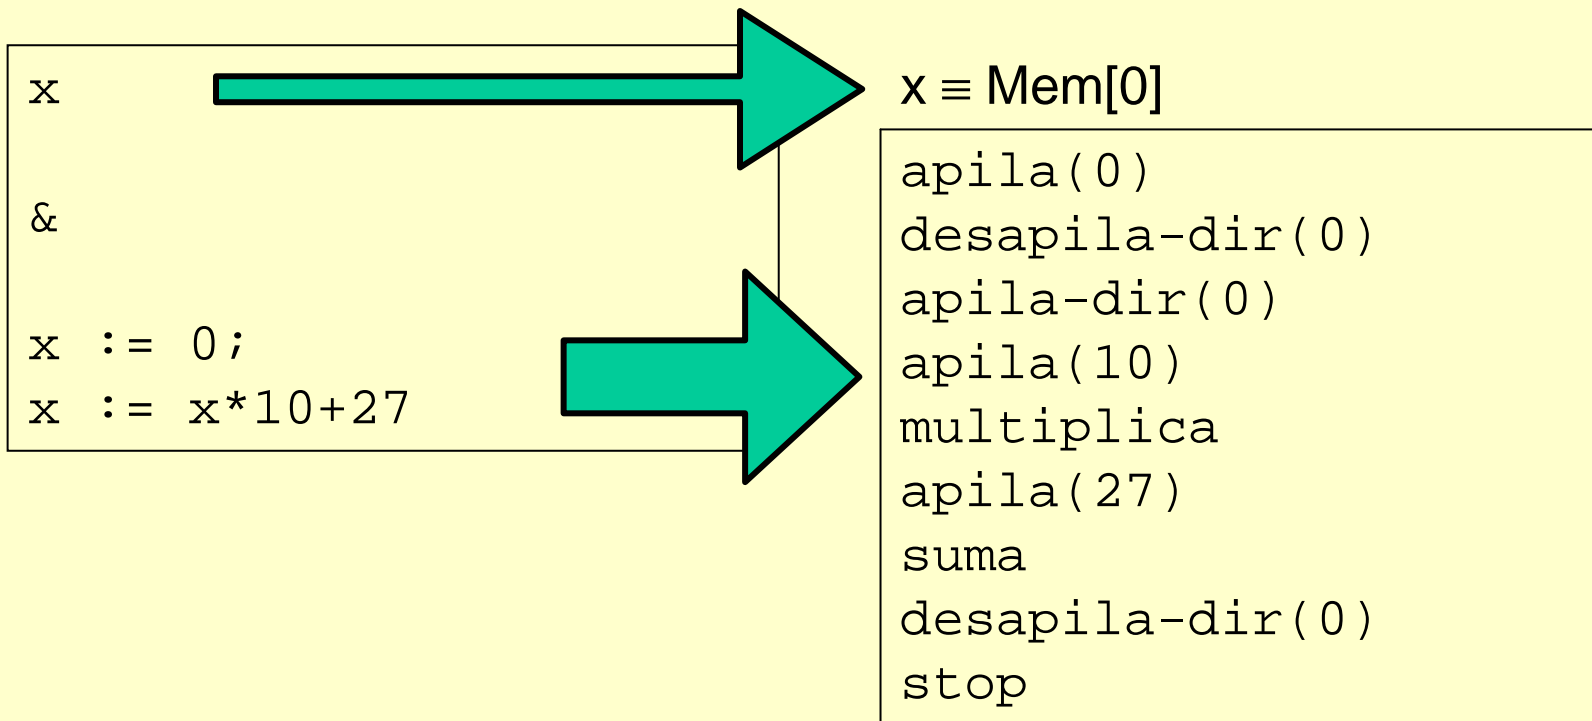 x
&
x := 0;
x := x*10+27
x ≡ Mem[0]
apila(0)
desapila-dir(0)
apila-dir(0)
apila(10)
multiplica
apila(27)
suma
desapila-dir(0)
stop